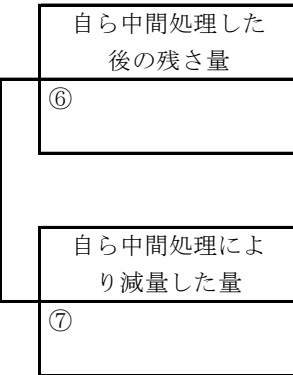 自ら中間処理した
後の残さ量
⑥
自ら中間処理によ
り減量した量
⑦